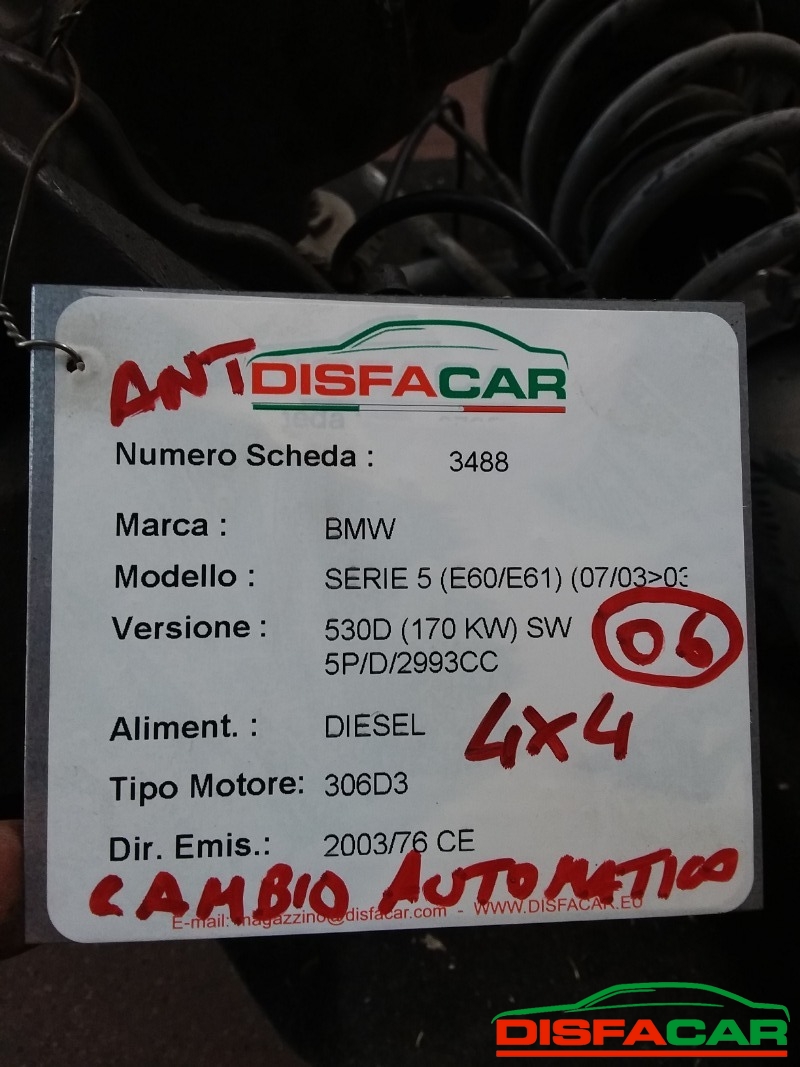 ANT DISFACAR
Numero Scheda : 3488
Marca : BMW
Modello : SERIE 5 (E60/E61) (07/03>03
Versione : 530D (170 KW) SW 06
5P/D/2993CC
Aliment. : DIESEL 4x4
Tipo Motore: 306D3
Dir. Emis.: 2003/76 CE
CAMBIO AUTOMATICO
E-mail: magazzino@disfacar.com - WWW.DISFACAR.EU
DISFACAR